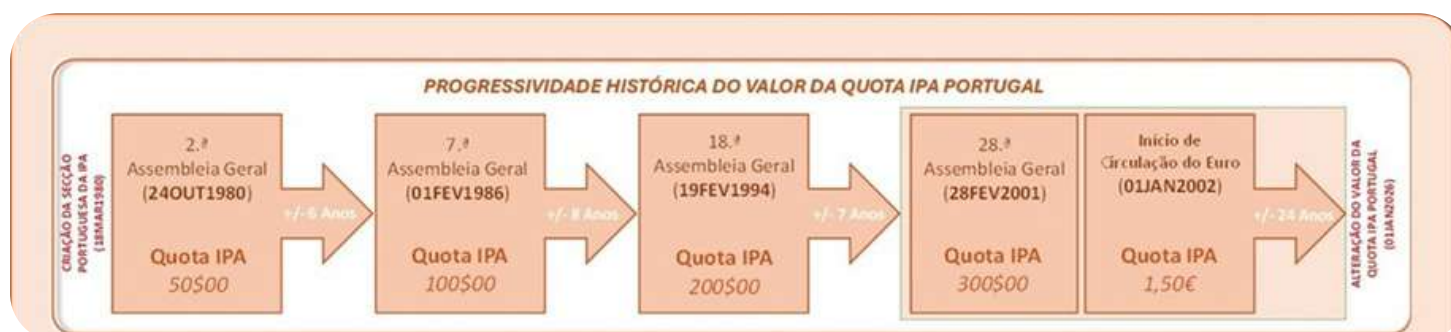 PROGRESSIVIDADE HISTÓRICA DO VALOR DA QUOTA IPA PORTUGAL
CRIAÇÃO DA SECÇÃO
PORTUGUESA DA IPA
(18MAR1980)
2.ª
Assembleia Geral
(24OUT1980)
Quota IPA
50$00
+/- 6 Anos
7.ª
Assembleia Geral
(01FEV1986)
Quota IPA
100$00
+/- 8 Anos
18.ª
Assembleia Geral
(19FEV1994)
Quota IPA
200$00
+/- 7 Anos
28.ª
Assembleia Geral
(28FEV2001)
Quota IPA
300$00
Início de
Circulação do Euro
(01JAN2002)
Quota IPA
1,50€
+/- 24 Anos
ALTERAÇÃO DO VALOR DA
QUOTA IPA PORTUGAL
(01JAN2026)